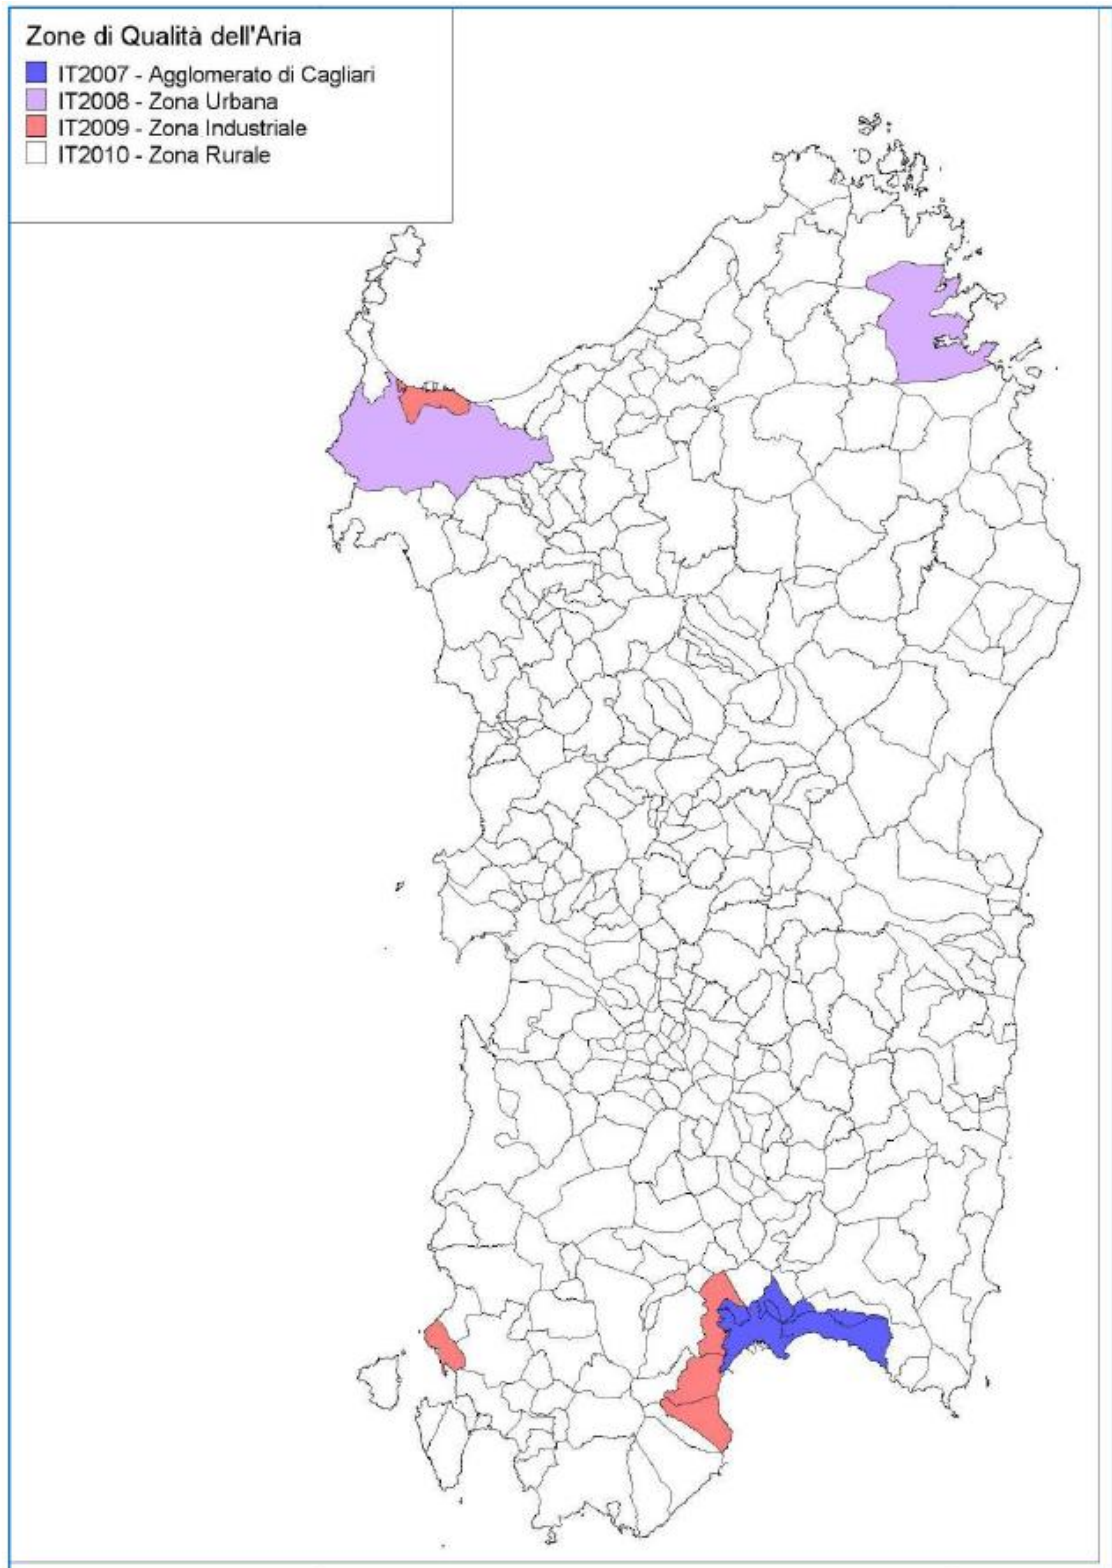 Zone di Qualità dell'Aria
IT2007 - Agglomerato di Cagliari
IT2008 - Zona Urbana
IT2009 - Zona Industriale
IT2010 - Zona Rurale